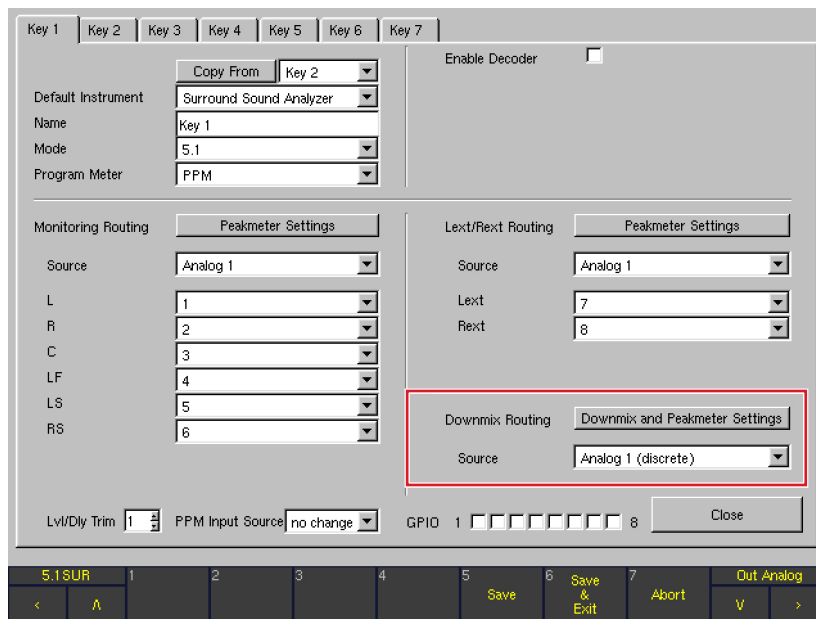 Key 1 Key 2 Key 3 Key 4 Key 5 Key 6 Key 7
Copy From Key 2
Default Instrument Surround Sound Analyzer
Name Key 1
Mode 5.1
Program Meter PPM
Enable Decoder
Monitoring Routing Peakmeter Settings
Source Analog 1
L 1
R 2
C 3
LF 4
LS 5
RS 6
Lext/Rext Routing Peakmeter Settings
Source Analog 1
Lext 7
Rext 8
Downmix Routing Downmix and Peakmeter Settings
Source Analog 1 (discrete)
Lvl/Dly Trim 1 PPM Input Source no change GPIO 1 8 Close
5.1SUR 1 2 3 4 5 Save 6 Save & Exit 7 Abort Out Analog
< Λ V >